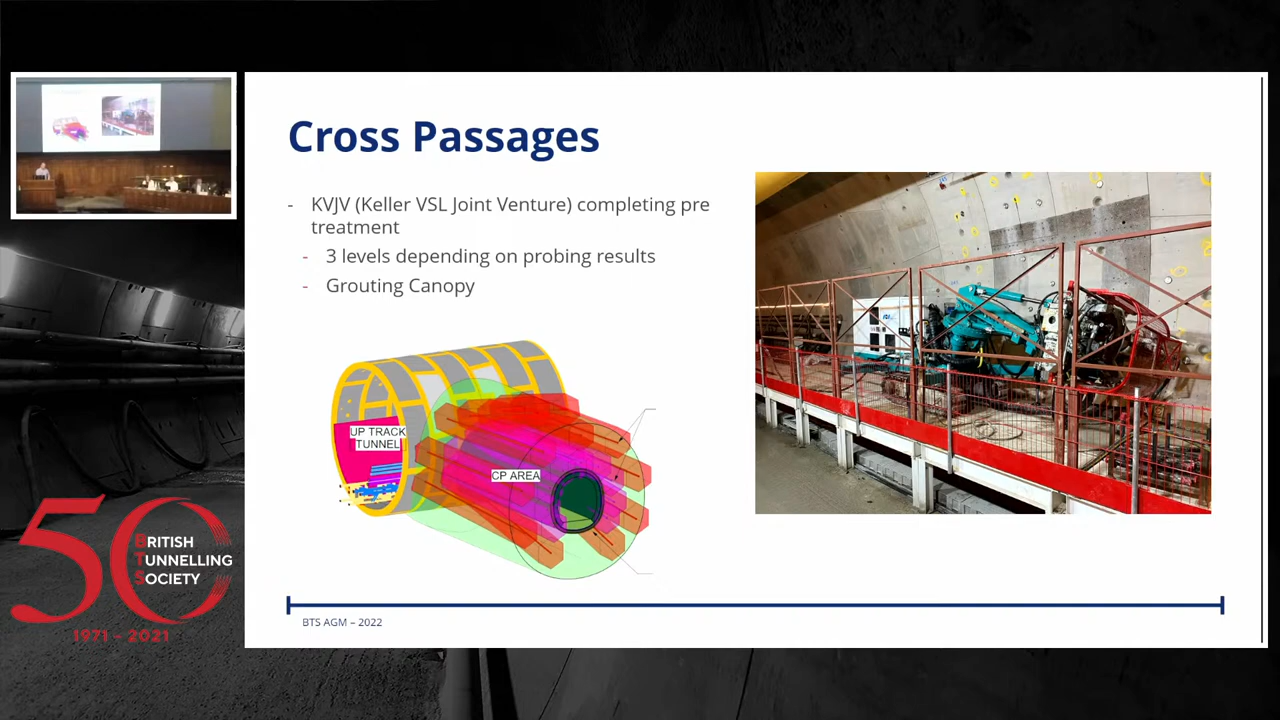 Cross Passages
- KVJV (Keller VSL Joint Venture) completing pre
treatment
- 3 levels depending on probing results
- Grouting Canopy
UP TRACK
TUNNEL
CP AREA
BTS AGM – 2022
50
BRITISH
TUNNELLING
SOCIETY
1971 - 2021